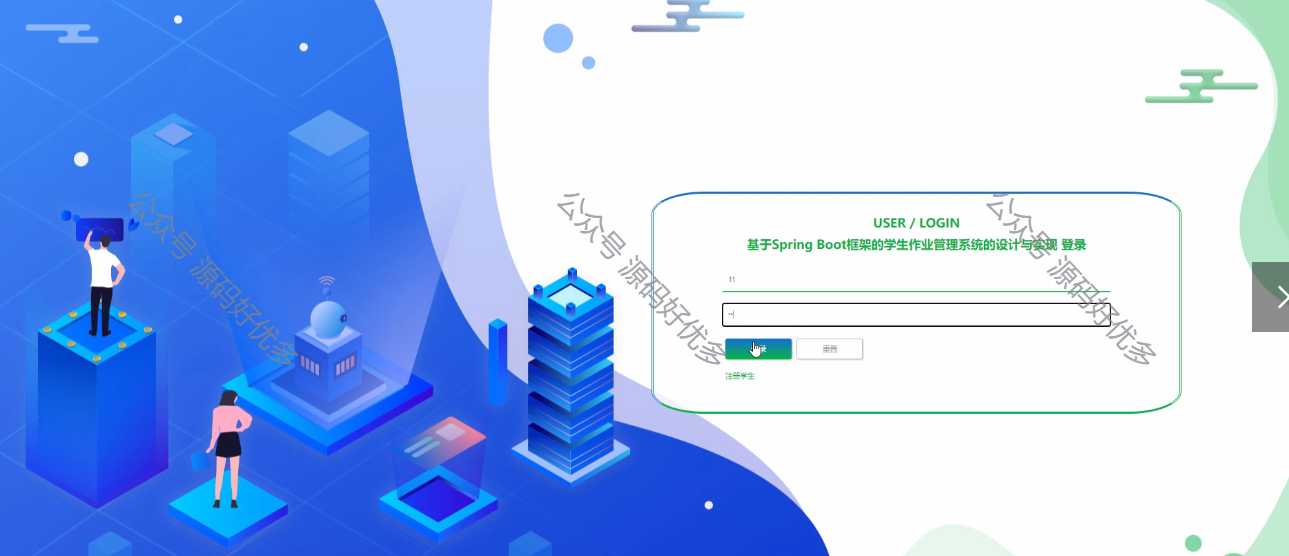 USER / LOGIN
基于Spring Boot框架的学生作业管理系统的设计与实现 登录
11
重置
注册学生
公众号 源码好优多
公众号 源码好优多
公众号 源码好优多